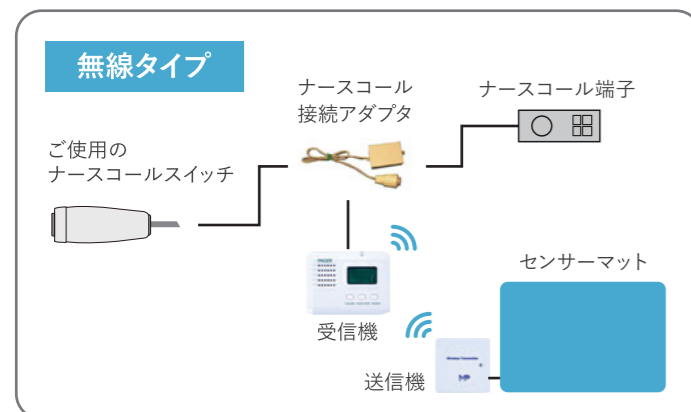 無線タイプ
ナースコール
接続アダプタ
ナースコール端子
ご使用の
ナースコールスイッチ
センサーマット
受信機
送信機
Wireless Transmitter